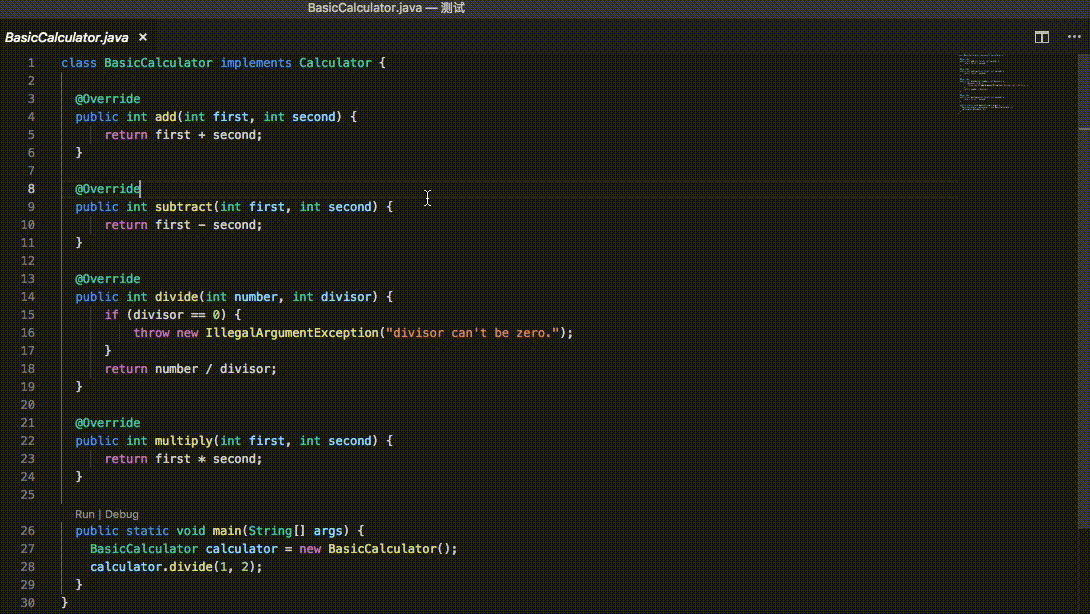 BasicCalculator.java — 测试
BasicCalculator.java ×
1 class BasicCalculator implements Calculator {
2
3 @Override
4 public int add(int first, int second) {
5 return first + second;
6 }
7
8 @Override
9 public int subtract(int first, int second) {
10 return first - second;
11 }
12
13 @Override
14 public int divide(int number, int divisor) {
15 if (divisor == 0) {
16 throw new IllegalArgumentException("divisor can't be zero.");
17 }
18 return number / divisor;
19 }
20
21 @Override
22 public int multiply(int first, int second) {
23 return first * second;
24 }
25
Run | Debug
26 public static void main(String[] args) {
27 BasicCalculator calculator = new BasicCalculator();
28 calculator.divide(1, 2);
29 }
30 }